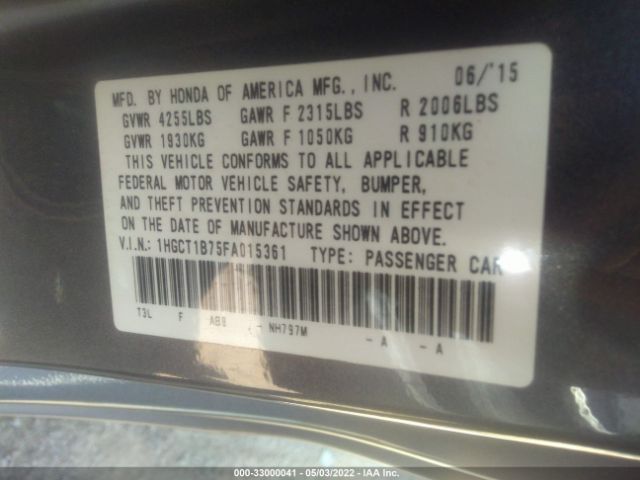 MFD. BY HONDA OF AMERICA MFG., INC. 06/'15
GVWR 4255LBS GAWR F 2315LBS R 2006LBS
GVWR 1930KG GAWR F 1050KG R 910KG
THIS VEHICLE CONFORMS TO ALL APPLICABLE
FEDERAL MOTOR VEHICLE SAFETY, BUMPER,
AND THEFT PREVENTION STANDARDS IN EFFECT
ON THE DATE OF MANUFACTURE SHOWN ABOVE.
V.I.N.: 1HGCT1B75FA015361 TYPE: PASSENGER CAR
T3L F AB9 - NH797M - A - A
000-33000041 - 05/03/2022 - IAA Inc.